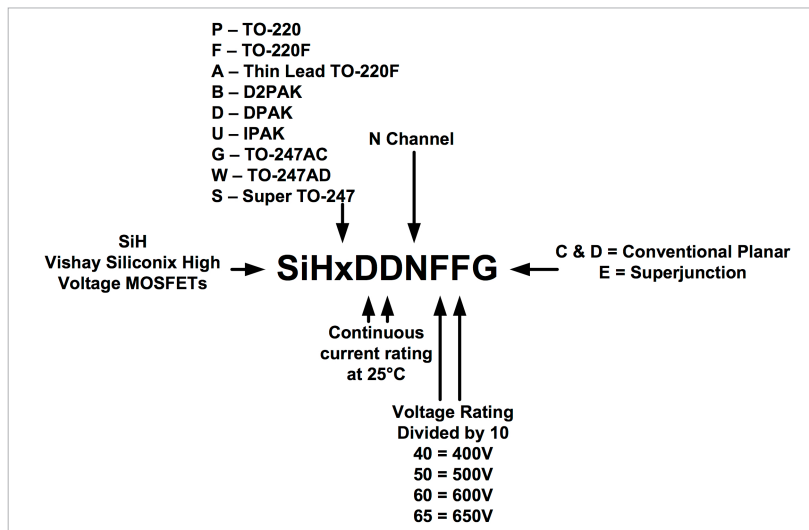 P – TO-220
F – TO-220F
A – Thin Lead TO-220F
B – D2PAK
D – DPAK
U – IPAK
G – TO-247AC
W – TO-247AD
S – Super TO-247
N Channel
SiH
Vishay Siliconix High
Voltage MOSFETs
SiHxDDNFFG
C & D = Conventional Planar
E = Superjunction
Continuous
current rating
at 25°C
Voltage Rating
Divided by 10
40 = 400V
50 = 500V
60 = 600V
65 = 650V